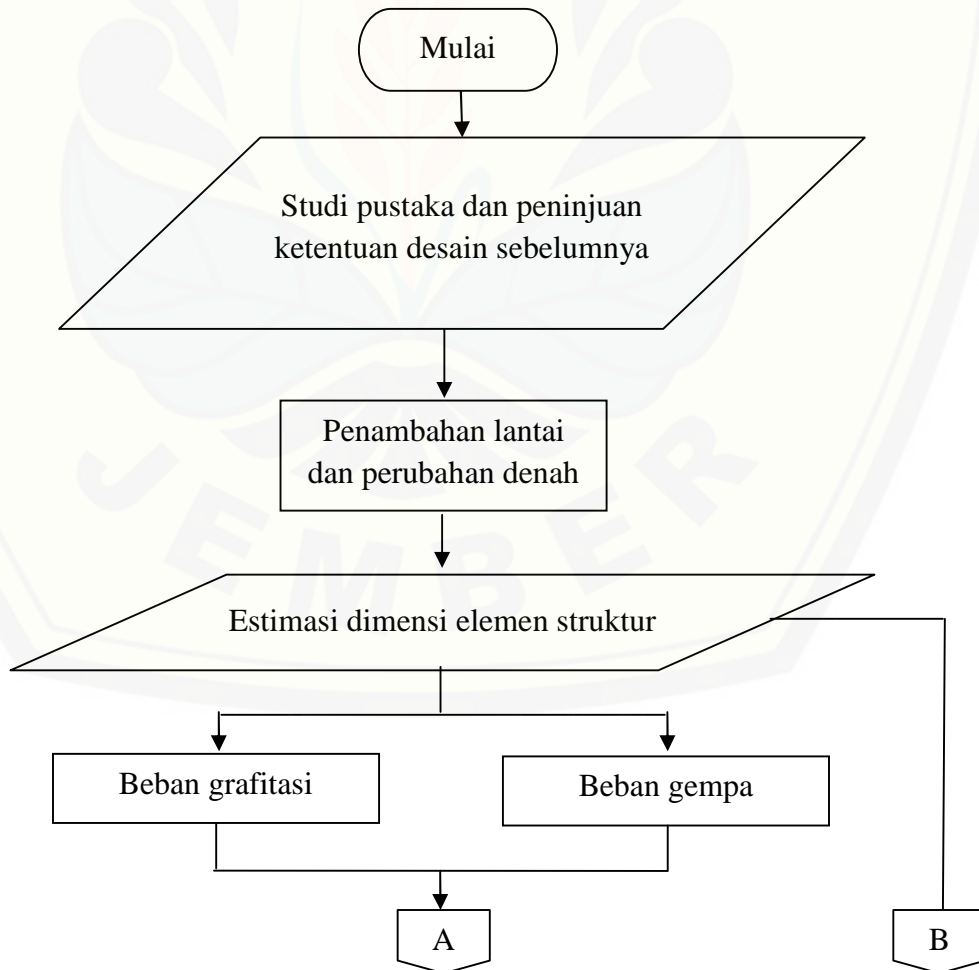 Mulai
Studi pustaka dan peninjuan
ketentuan desain sebelumnya
Penambahan lantai
dan perubahan denah
JEMBER
Estimasi dimensi elemen struktur
Beban grafitasi
Beban gempa
A
B